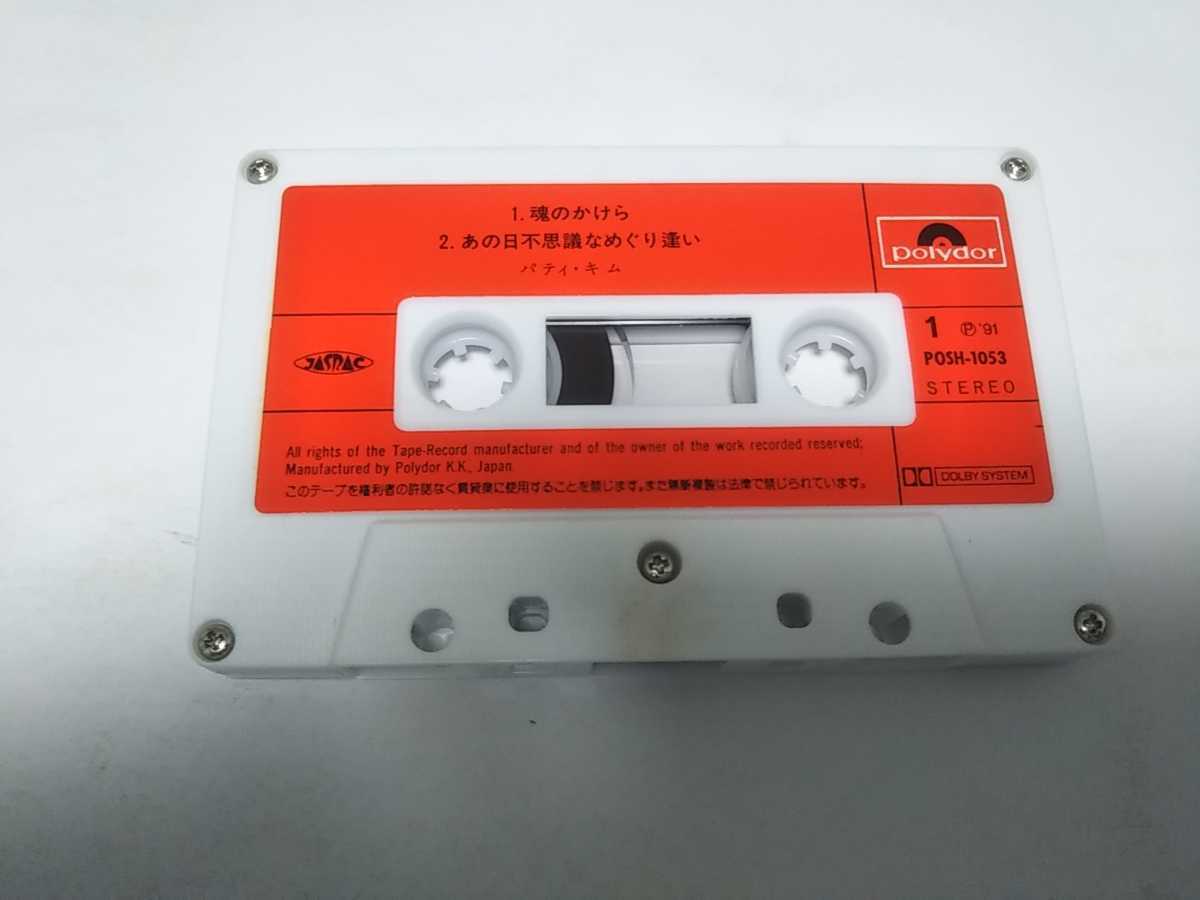 1.魂のかけら
2.あの日不思議なめぐり逢い
パティ・キム
polydor
JASRAC
1 Ⓟ'91
POSH-1053
STEREO
All rights of the Tape-Record manufacturer and of the owner of the work recorded reserved;
Manufactured by Polydor K.K., Japan
このテープを権利者の許諾なく賃貸業に使用することを禁じます。また無断複製は法律で禁じられています。
DOLBY SYSTEM